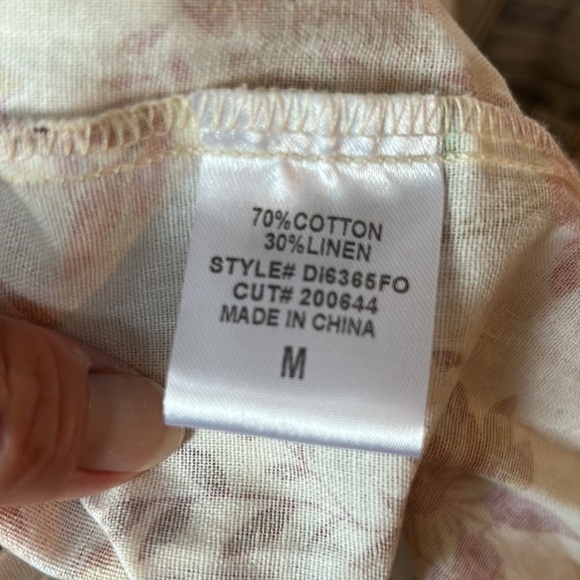 70%COTTON
30%LINEN
STYLE# DI6365FO
CUT# 200644
MADE IN CHINA
M